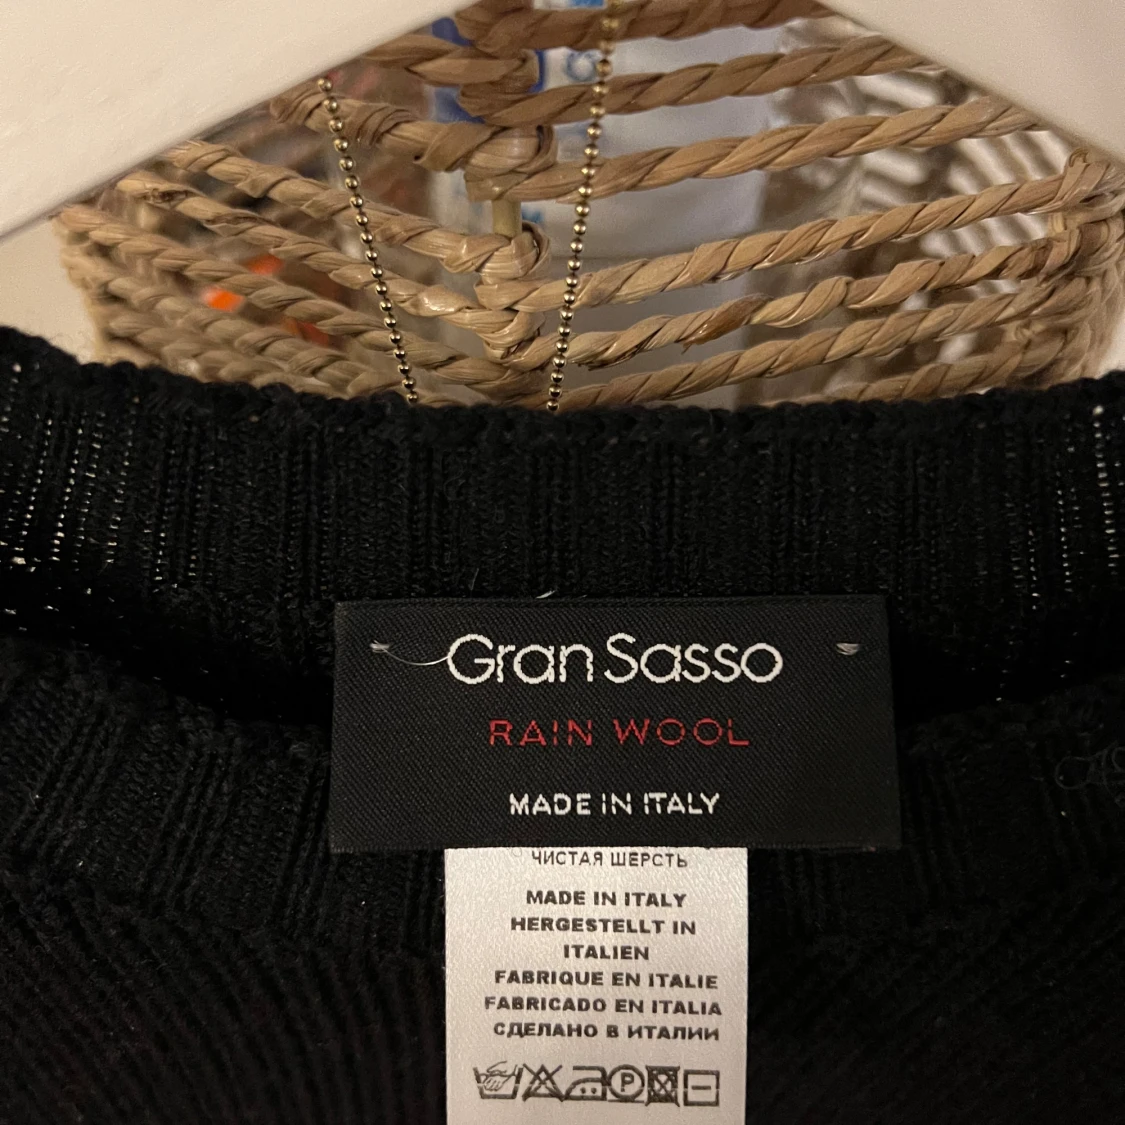 Gran Sasso
RAIN WOOL
MADE IN ITALY
ЧИСТАЯ ШЕРСТЬ
MADE IN ITALY
HERGESTELLT IN
ITALIEN
FABRIQUE EN ITALIE
FABRICADO EN ITALIA
СДЕЛАНО В ИТАЛИИ
P